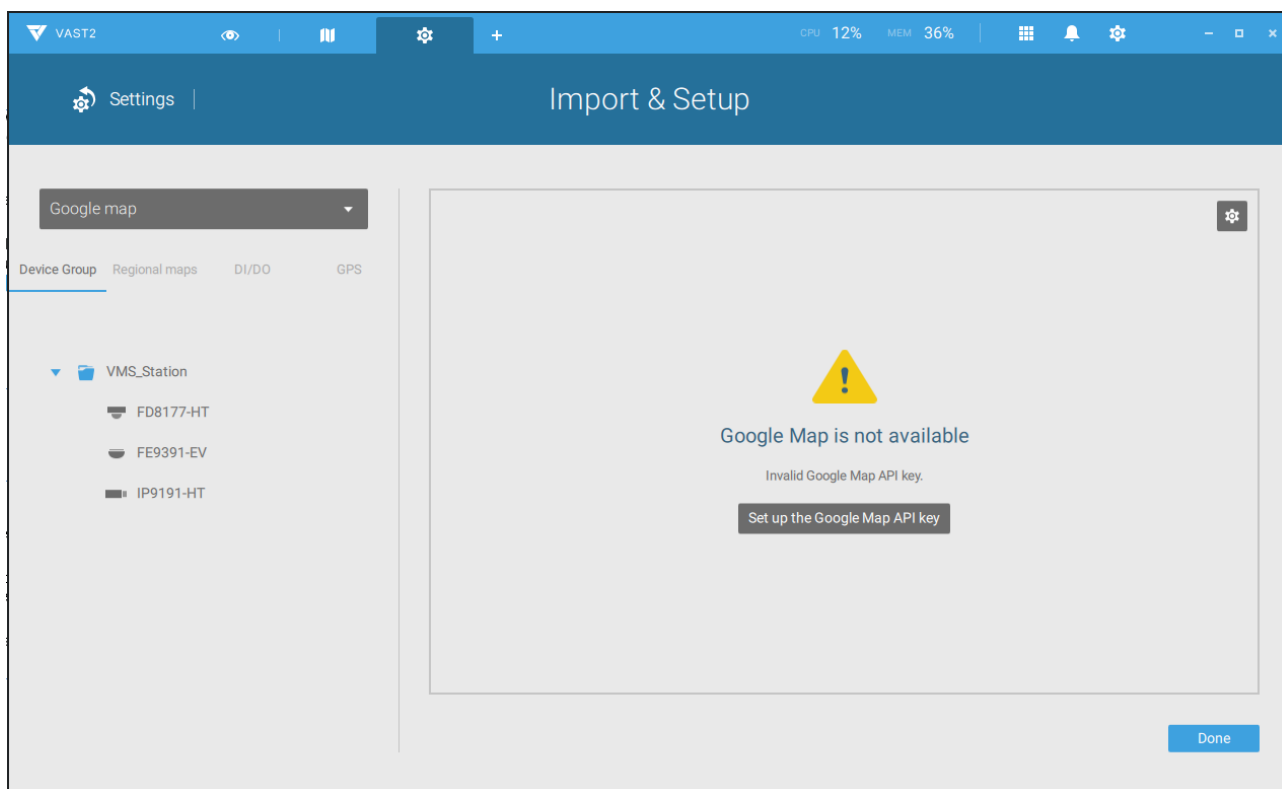 VAST2
CPU 12% MEM 36%
Settings
Import & Setup
Google map
Device Group Regional maps DI/DO GPS
VMS_Station
FD8177-HT
FE9391-EV
IP9191-HT
Google Map is not available
Invalid Google Map API key.
Set up the Google Map API key
Done